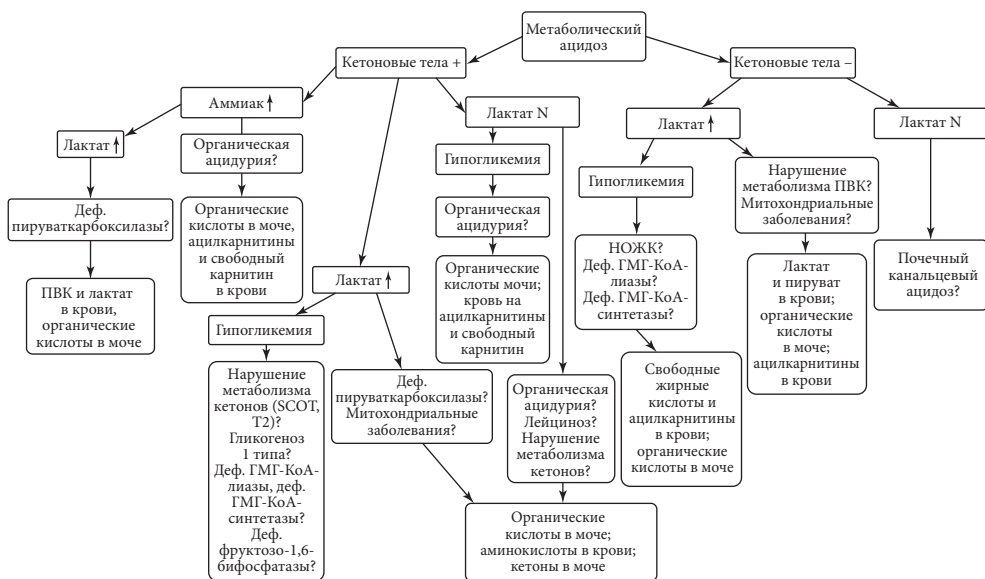 Метаболический
ацидоз
Кетоновые тела +
Кетоновые тела –
Аммиак ↑
Лактат N
Лактат ↑
Лактат N
Лактат ↑
Органическая
ацидурия?
Гипогликемия
Гипогликемия
Нарушение
метаболизма ПВК?
Митохондриальные
заболевания?
Деф.
пируваткарбоксилазы?
Органические
кислоты в моче,
ацилкарнитины
и свободный
карнитин
в крови
Органическая
ацидурия?
НОЖК?
Деф. ГМГ-КоА-
лиазы?
Деф. ГМГ-КоА-
синтетазы?
Почечный
канальцевый
ацидоз?
ПВК и лактат
в крови,
органические
кислоты в моче
Лактат ↑
Органические
кислоты мочи;
кровь на
ацилкарнитины
и свободный
карнитин
Лактат
и пируват
в крови;
органические
кислоты
в моче;
ацилкарнитины
в крови
Гипогликемия
Нарушение
метаболизма
кетонов (SCOT,
T2)?
Гликогеноз
1 типа?
Деф. ГМГ-КоА-
лиазы, деф.
ГМГ-КоА-
синтетазы?
Деф.
фруктозо-1,6-
бифосфатазы?
Деф.
пируваткарбоксилазы?
Митохондриальные
заболевания?
Органическая
ацидурия?
Лейциноз?
Нарушение
метаболизма
кетонов?
Свободные
жирные
кислоты и
ацилкарнитины
в крови;
органические
кислоты в моче
Органические
кислоты в моче;
аминокислоты в крови;
кетоны в моче